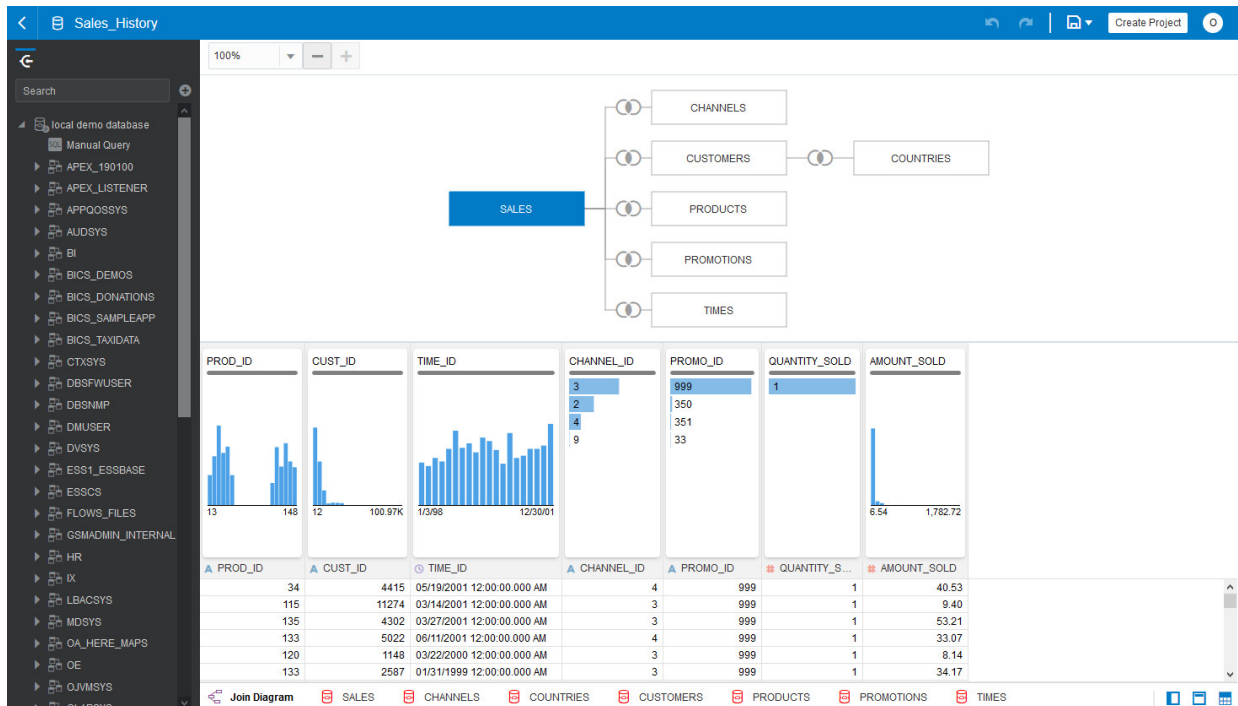 Sales_History
Create Project
O
100%
Search
local demo database
SQL Manual Query
APEX_190100
APEX_LISTENER
APPQOSSYS
AUDSYS
BI
BICS_DEMOS
BICS_DONATIONS
BICS_SAMPLEAPP
BICS_TAXIDATA
CTXSYS
DBSFWUSER
DBSNMP
DMUSER
DVSYS
ESS1_ESSBASE
ESSCS
FLOWS_FILES
GSMADMIN_INTERNAL
HR
IX
LBACSYS
MDSYS
OA_HERE_MAPS
OE
OJVMSYS
CHANNELS
CUSTOMERS COUNTRIES
SALES PRODUCTS
PROMOTIONS
TIMES
PROD_ID CUST_ID TIME_ID CHANNEL_ID PROMO_ID QUANTITY_SOLD AMOUNT_SOLD
3 999 1
2 350
4 351
9 33
13 148 12 100.97K 1/3/98 12/30/01 6.54 1,782.72
A PROD_ID A CUST_ID TIME_ID A CHANNEL_ID A PROMO_ID # QUANTITY_S... # AMOUNT_SOLD
34 4415 05/19/2001 12:00:00.000 AM 4 999 1 40.53
115 11274 03/14/2001 12:00:00.000 AM 3 999 1 9.40
135 4302 03/27/2001 12:00:00.000 AM 3 999 1 53.21
133 5022 06/11/2001 12:00:00.000 AM 4 999 1 33.07
120 1148 03/22/2000 12:00:00.000 AM 3 999 1 8.14
133 2587 01/31/1999 12:00:00.000 AM 3 999 1 34.17
Join Diagram SALES CHANNELS COUNTRIES CUSTOMERS PRODUCTS PROMOTIONS TIMES